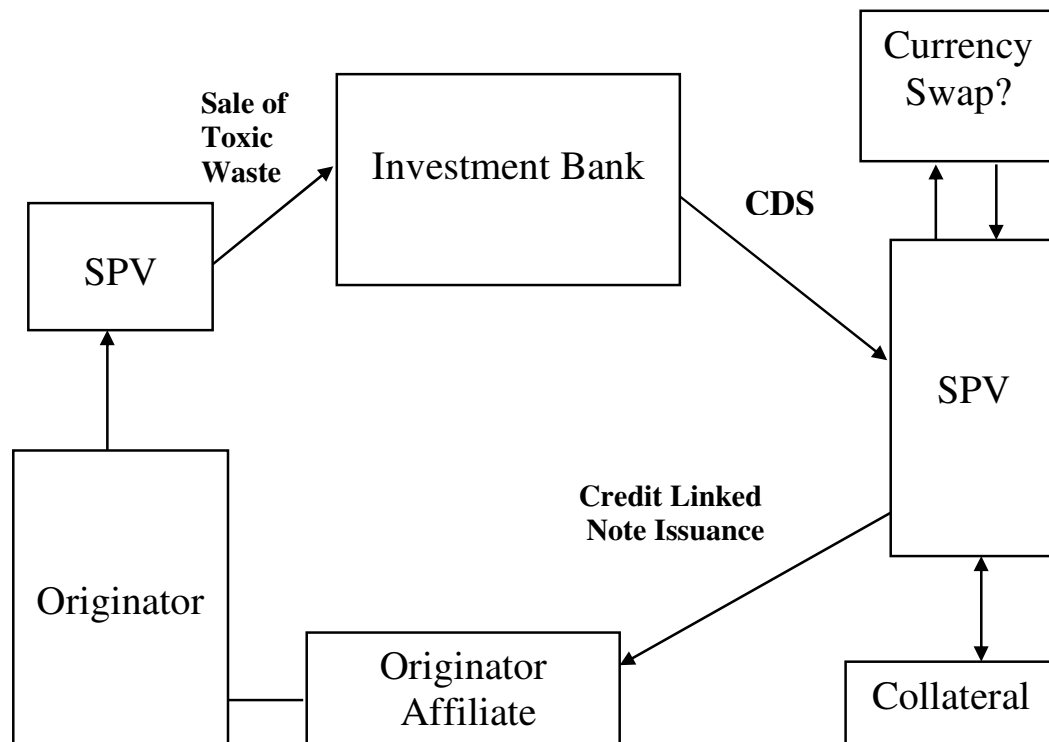 Currency
Swap?
Sale of
Toxic
Waste
Investment Bank
CDS
SPV
SPV
Credit Linked
Note Issuance
Originator
Originator
Affiliate
Collateral